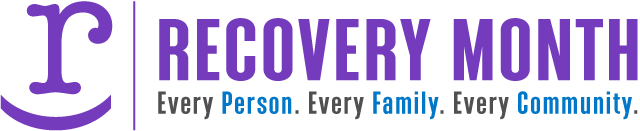 r
RECOVERY MONTH
Every Person. Every Family. Every Community.